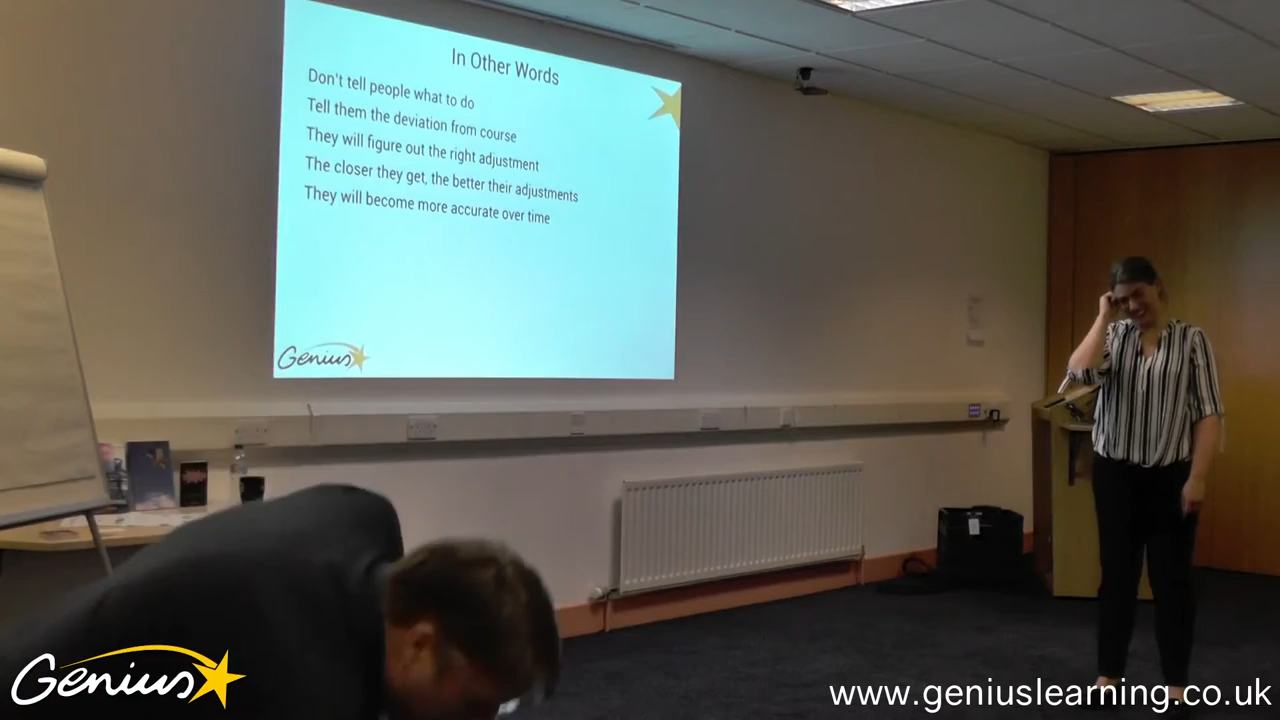 In Other Words
Don't tell people what to do
Tell them the deviation from course
They will figure out the right adjustment
The closer they get, the better their adjustments
They will become more accurate over time
Genius
Genius
www.geniuslearning.co.uk